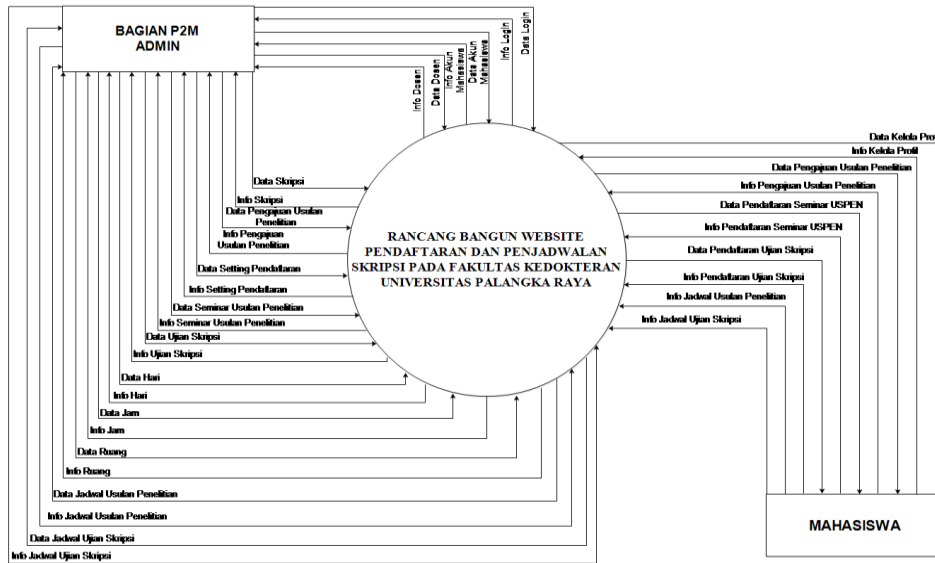 BAGIAN P2M
ADMIN
Info Dosen
Data Dosen
Info Akun
Mahasiswa
Data Akun
Mahasiswa
Info Login
Data Login
Data Skripsi
Info Skripsi
Data Pengajuan Usulan
Penelitian
Info Pengajuan
Usulan Penelitian
Data Setting Pendaftaran
Info Setting Pendaftaran
Data Seminar Usulan Penelitian
Info Seminar Usulan Penelitian
Data Ujian Skripsi
Info Ujian Skripsi
Data Hari
Info Hari
Data Jam
Info Jam
Data Ruang
Info Ruang
Data Jadwal Usulan Penelitian
Info Jadwal Usulan Penelitian
Data Jadwal Ujian Skripsi
Info Jadwal Ujian Skripsi
RANCANG BANGUN WEBSITE
PENDAFTARAN DAN PENJADWALAN
SKRIPSI PADA FAKULTAS KEDOKTERAN
UNIVERSITAS PALANGKA RAYA
Data Kelola Prof
Info Kelola Profil
Data Pengajuan Usulan Penelitian
Info Pengajuan Usulan Penelitian
Data Pendaftaran Seminar USPEN
Info Pendaftaran Seminar USPEN
Data Pendaftaran Ujian Skripsi
Info Pendaftaran Ujian Skripsi
Info Jadwal Usulan Penelitian
Info Jadwal Ujian Skripsi
MAHASISWA